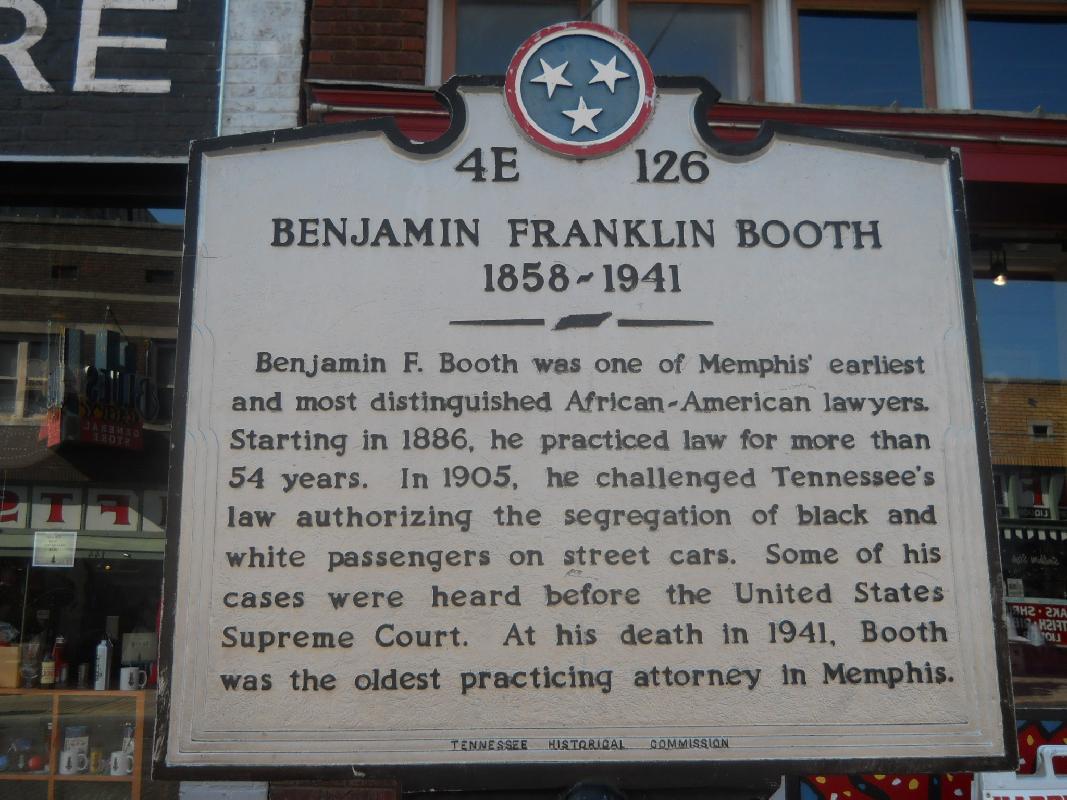 RE
4E 126
BENJAMIN FRANKLIN BOOTH
1858-1941
Benjamin F. Booth was one of Memphis' earliest
and most distinguished African-American lawyers.
Starting in 1886, he practiced law for more than
54 years. In 1905, he challenged Tennessee's
law authorizing the segregation of black and
white passengers on street cars. Some of his
cases were heard before the United States
Supreme Court. At his death in 1941, Booth
was the oldest practicing attorney in Memphis.
TENNESSEE HISTORICAL COMMISSION
GENERAL
STORE